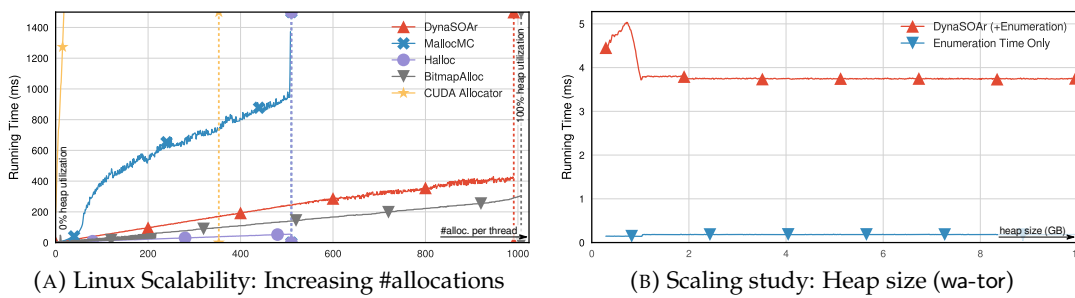 1500
1400
1200
1000
800
600
400
200
0
Running Time (ms)
0% heap utilization
DynaSOAr
MallocMC
Halloc
BitmapAlloc
CUDA Allocator
100% heap utilization
#alloc. per thread
0 200 400 600 800 1000
(A) Linux Scalability: Increasing #allocations
5
4
3
2
1
0
Running Time (ms)
DynaSOAr (+Enumeration)
Enumeration Time Only
heap size (GB)
0 2 4 6 8
(B) Scaling study: Heap size (wa-tor)